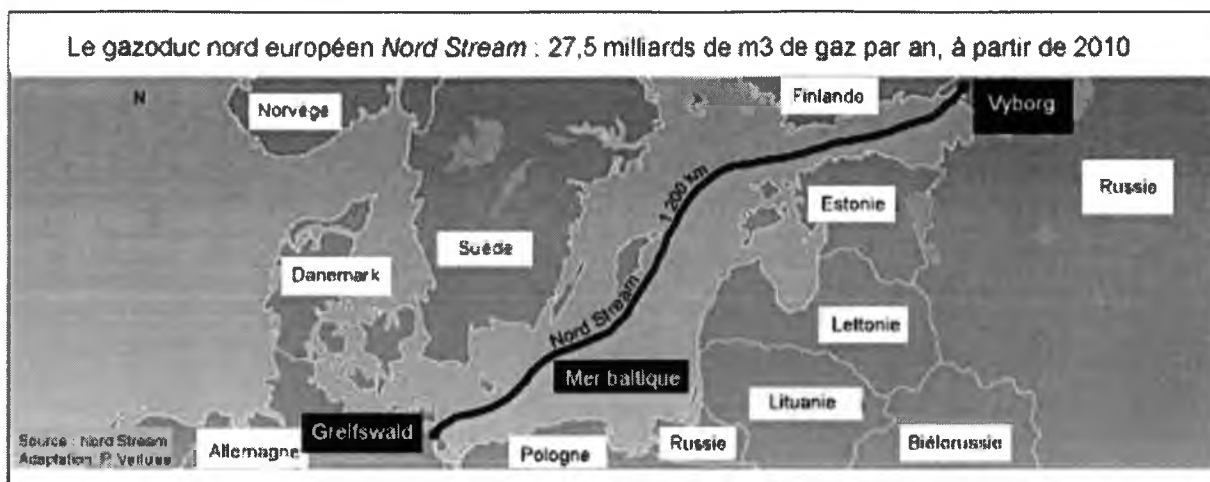 Le gazoduc nord européen Nord Stream : 27,5 milliards de m3 de gaz par an, à partir de 2010
N
Norvège
Finlande
Vyborg
Russie
1 200 km
Estonie
Suède
Danemark
Lettonie
Nord Stream
Mer baltique
Lituanie
Greifswald
Biélorussie
Source : Nord Stream
Adaptation: P. Verluse
Allemagne
Pologne
Russie